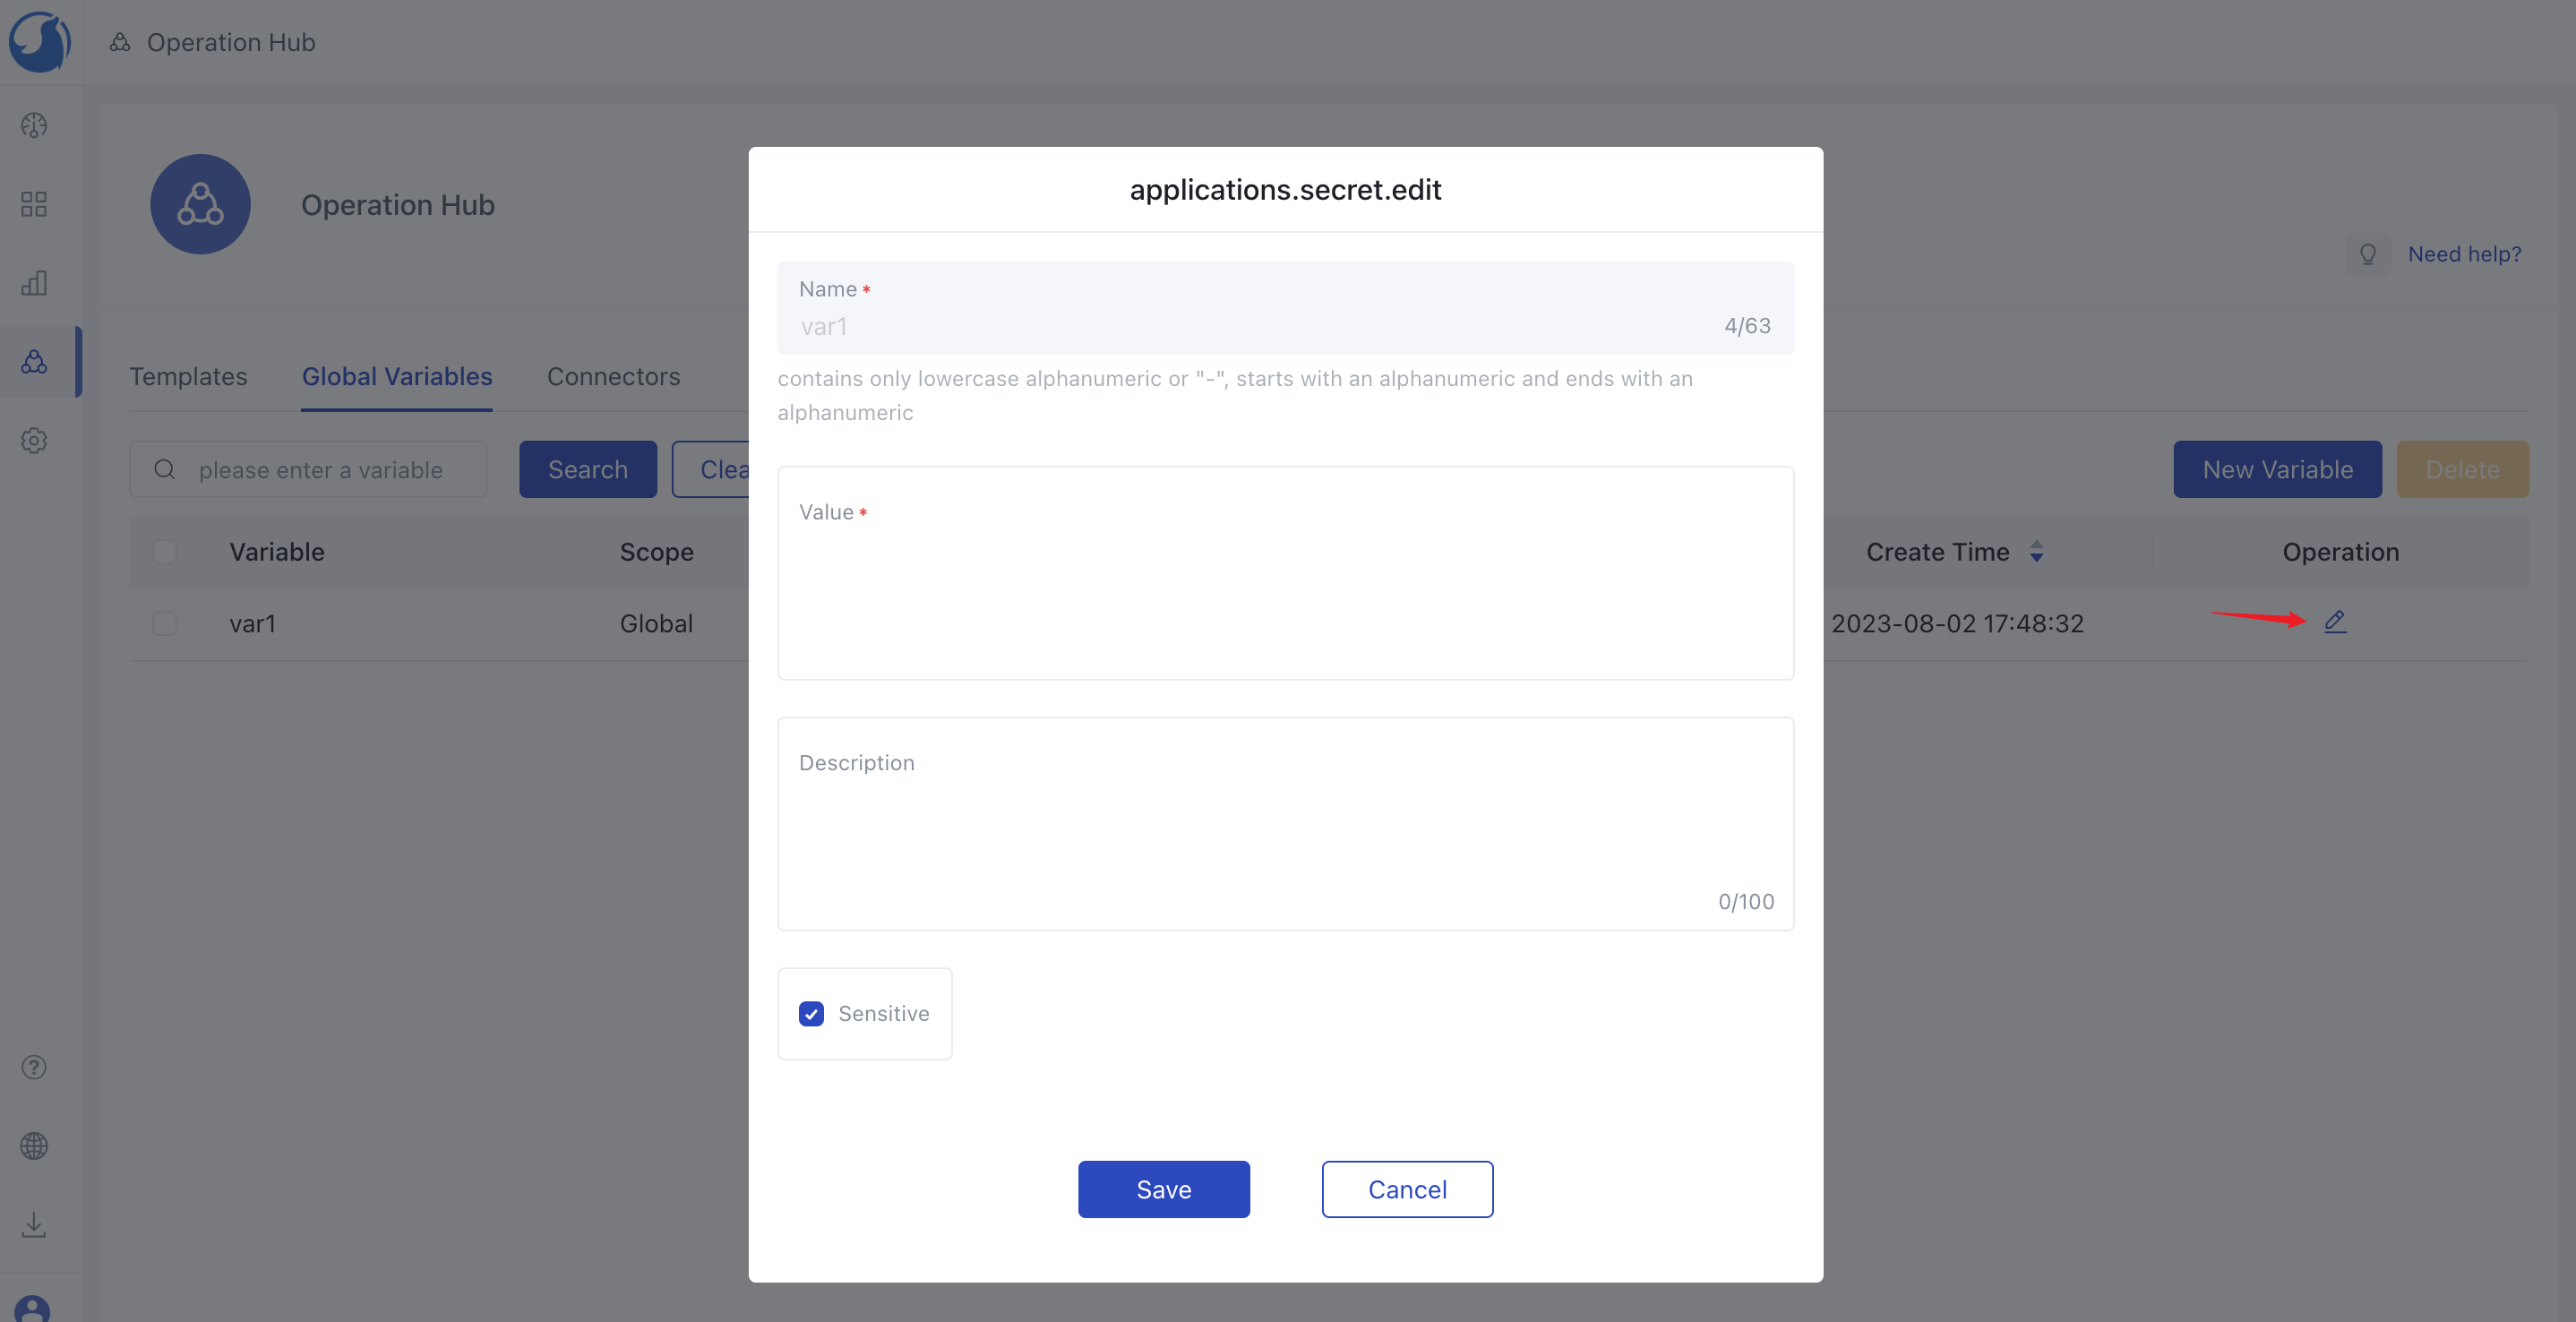 Operation Hub
Operation Hub
Need help?
Templates Global Variables Connectors
please enter a variable Search Clea New Variable Delete
Variable Scope Create Time Operation
var1 Global 2023-08-02 17:48:32
applications.secret.edit
Name *
var1 4/63
contains only lowercase alphanumeric or "-", starts with an alphanumeric and ends with an
alphanumeric
Value *
Description
0/100
Sensitive
Save Cancel